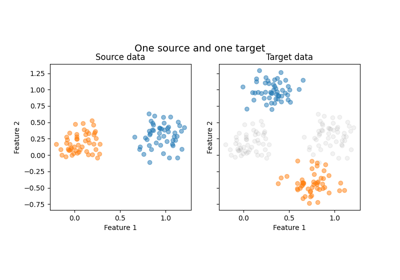 One source and one target
Source data
Target data
1.25
1.00
0.75
0.50
0.25
0.00
−0.25
−0.50
−0.75
Feature 2
Feature 2
0.0
0.5
1.0
0.0
0.5
1.0
Feature 1
Feature 1